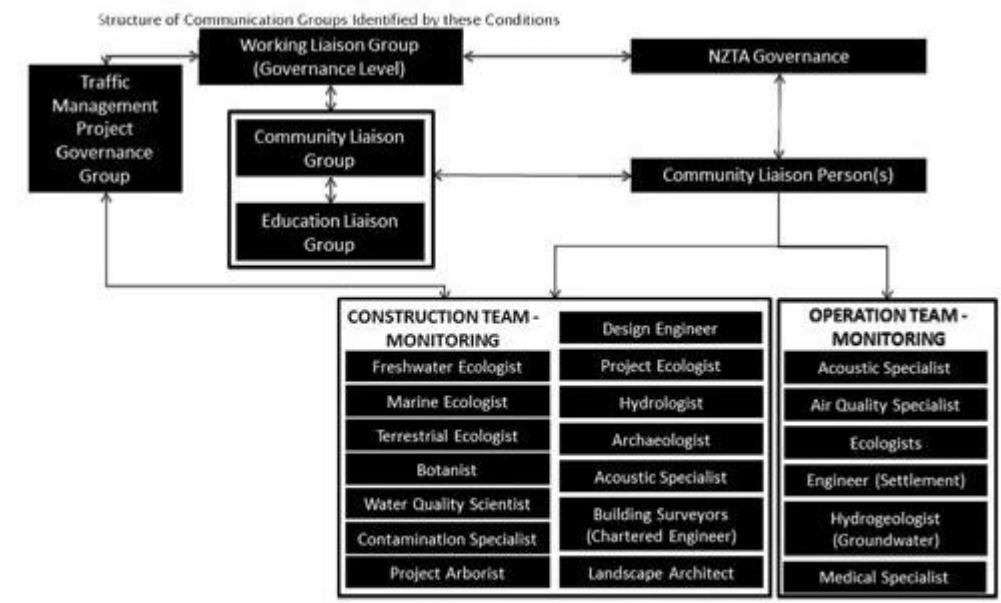 Structure of Communication Groups Identified by these Conditions
Working Liaison Group
(Governance Level)
NZTA Governance
Traffic
Management
Project
Governance
Group
Community Liaison
Group
Community Liaison Person(s)
Education Liaison
Group
CONSTRUCTION TEAM -
MONITORING
Freshwater Ecologist
Marine Ecologist
Terrestrial Ecologist
Botanist
Water Quality Scientist
Contamination Specialist
Project Arborist
Design Engineer
Project Ecologist
Hydrologist
Archaeologist
Acoustic Specialist
Building Surveyors
(Chartered Engineer)
Landscape Architect
OPERATION TEAM -
MONITORING
Acoustic Specialist
Air Quality Specialist
Ecologists
Engineer (Settlement)
Hydrogeologist
(Groundwater)
Medical Specialist